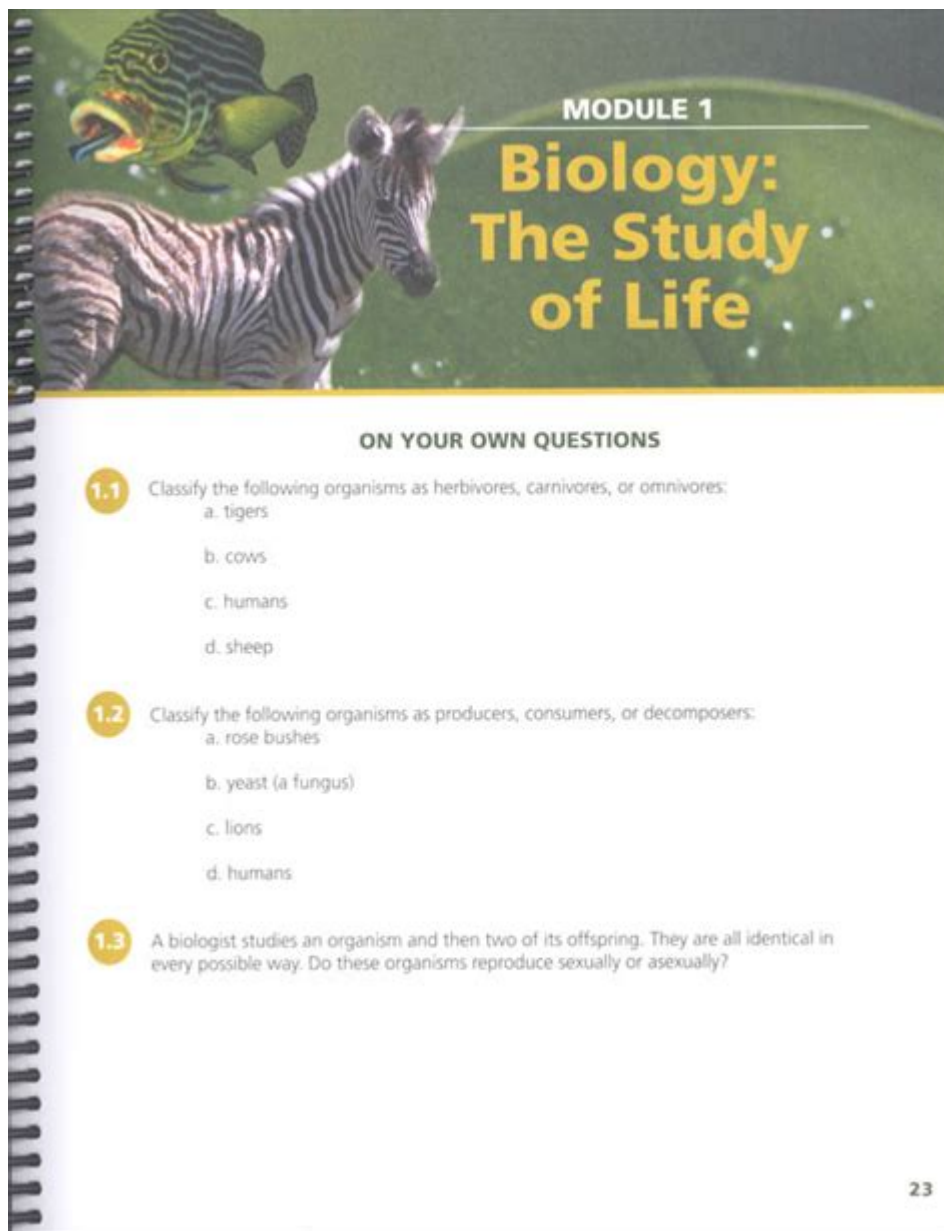 MODULE 1
Biology:
The Study
of Life
ON YOUR OWN QUESTIONS
1.1 Classify the following organisms as herbivores, carnivores, or omnivores:
a. tigers
b. cows
c. humans
d. sheep
1.2 Classify the following organisms as producers, consumers, or decomposers:
a. rose bushes
b. yeast (a fungus)
c. lions
d. humans
1.3 A biologist studies an organism and then two of its offspring. They are all identical in
every possible way. Do these organisms reproduce sexually or asexually?
23